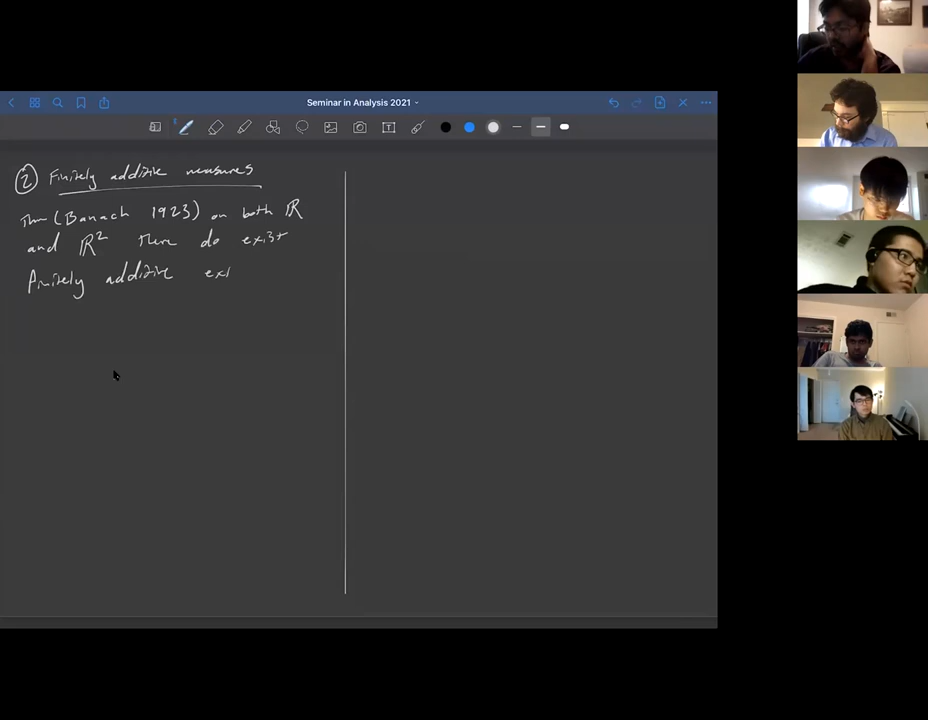 Seminar in Analysis 2021
② Finitely additive measures
Thm (Banach 1923) on both ℝ
and ℝ² there do exist
finitely additive ext